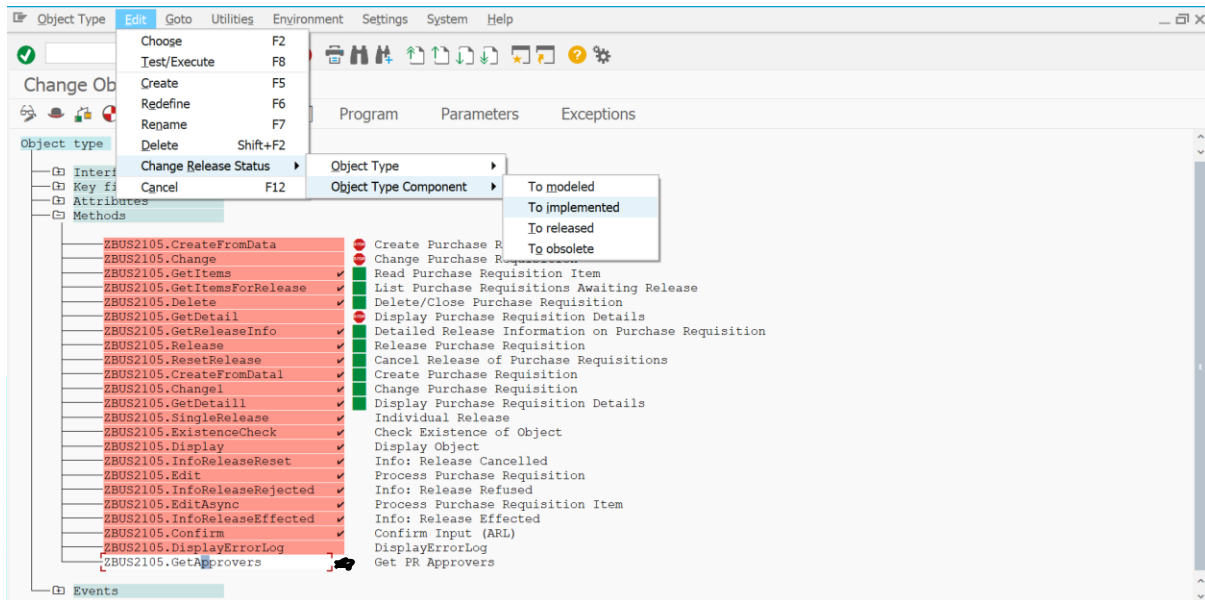 Object Type Edit Goto Utilities Environment Settings System Help
Choose F2
Test/Execute F8
Change Ob
Create F5
Redefine F6
Program Parameters Exceptions
Rename F7
Object type
Delete Shift+F2
Interf
Change Release Status
Object Type
Key fi
Cancel F12
Object Type Component
To modeled
Attributes
To implemented
Methods
To released
To obsolete
ZBUS2105.CreateFromData Create Purchase R
ZBUS2105.Change Change Purchase Requisition
ZBUS2105.GetItems Read Purchase Requisition Item
ZBUS2105.GetItemsForRelease List Purchase Requisitions Awaiting Release
ZBUS2105.Delete Delete/Close Purchase Requisition
ZBUS2105.GetDetail Display Purchase Requisition Details
ZBUS2105.GetReleaseInfo Detailed Release Information on Purchase Requisition
ZBUS2105.Release Release Purchase Requisition
ZBUS2105.ResetRelease Cancel Release of Purchase Requisitions
ZBUS2105.CreateFromData1 Create Purchase Requisition
ZBUS2105.Change1 Change Purchase Requisition
ZBUS2105.GetDetail1 Display Purchase Requisition Details
ZBUS2105.SingleRelease Individual Release
ZBUS2105.ExistenceCheck Check Existence of Object
ZBUS2105.Display Display Object
ZBUS2105.InfoReleaseReset Info: Release Cancelled
ZBUS2105.Edit Process Purchase Requisition
ZBUS2105.InfoReleaseRejected Info: Release Refused
ZBUS2105.EditAsync Process Purchase Requisition Item
ZBUS2105.InfoReleaseEffected Info: Release Effected
ZBUS2105.Confirm Confirm Input (ARL)
ZBUS2105.DisplayErrorLog DisplayErrorLog
ZBUS2105.GetApprovers Get PR Approvers
Events